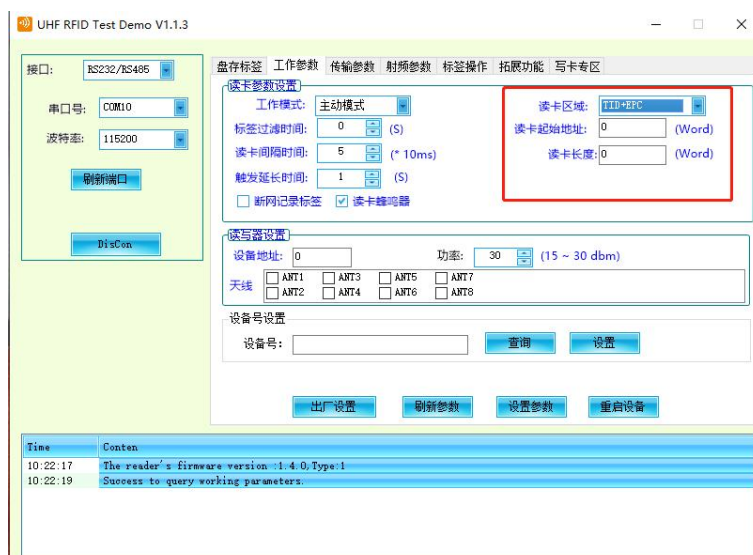 UHF RFID Test Demo V1.1.3
接口: RS232/RS485
串口号: COM10
波特率: 115200
刷新端口
DisCon
盘存标签 工作参数 传输参数 射频参数 标签操作 拓展功能 写卡专区
读卡参数设置
工作模式: 主动模式
标签过滤时间: 0 (S)
读卡间隔时间: 5 (* 10ms)
触发延长时间: 1 (S)
断网记录标签 读卡蜂鸣器
读卡区域: TID+EPC
读卡起始地址: 0 (Word)
读卡长度: 0 (Word)
读写器设置
设备地址: 0 功率: 30 (15 ~ 30 dbm)
天线
ANT1 ANT3 ANT5 ANT7
ANT2 ANT4 ANT6 ANT8
设备号设置
设备号: 查询 设置
出厂设置 刷新参数 设置参数 重启设备
Time Conten
10:22:17 The reader's firmware version :1.4.0,Type:1
10:22:19 Success to query working parameters.